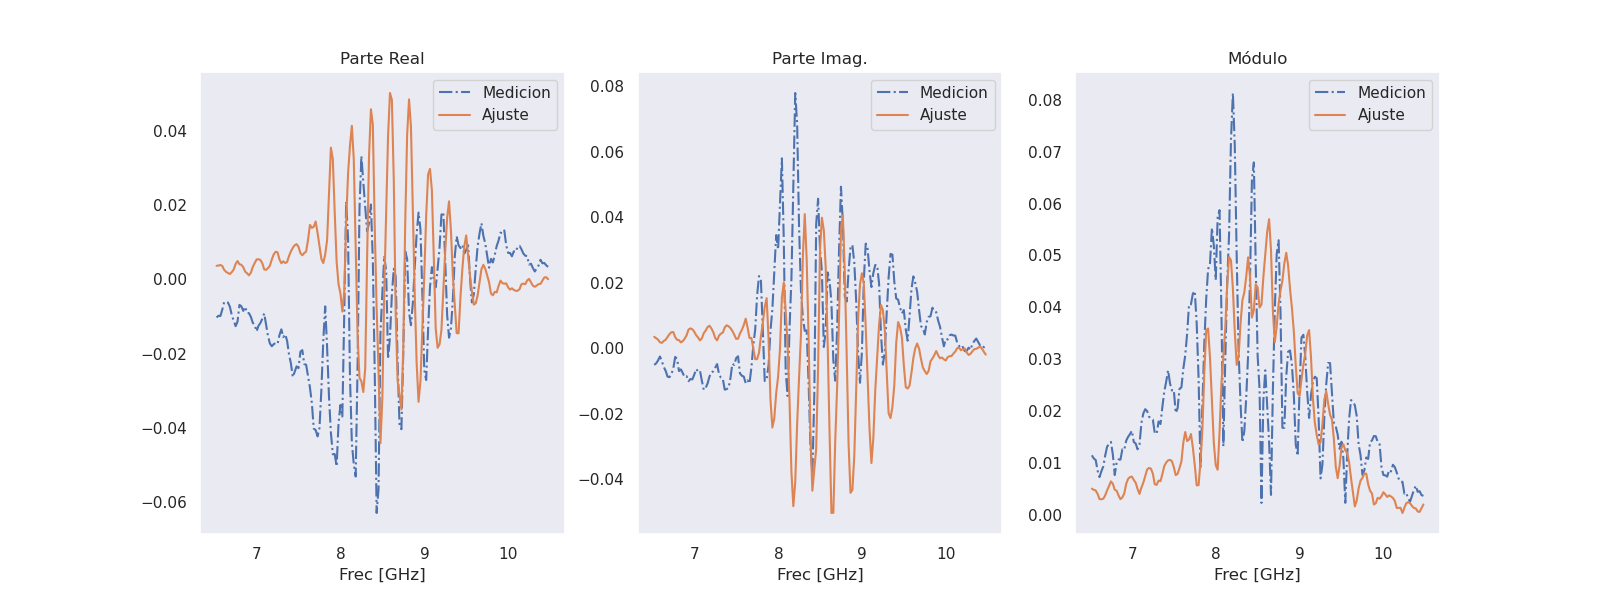 Parte Real
Medicion
Ajuste
0.04
0.02
0.00
−0.02
−0.04
−0.06
7 8 9 10
Frec [GHz]
Parte Imag.
Medicion
Ajuste
0.08
0.06
0.04
0.02
0.00
−0.02
−0.04
7 8 9 10
Frec [GHz]
Módulo
Medicion
Ajuste
0.08
0.07
0.06
0.05
0.04
0.03
0.02
0.01
0.00
7 8 9 10
Frec [GHz]